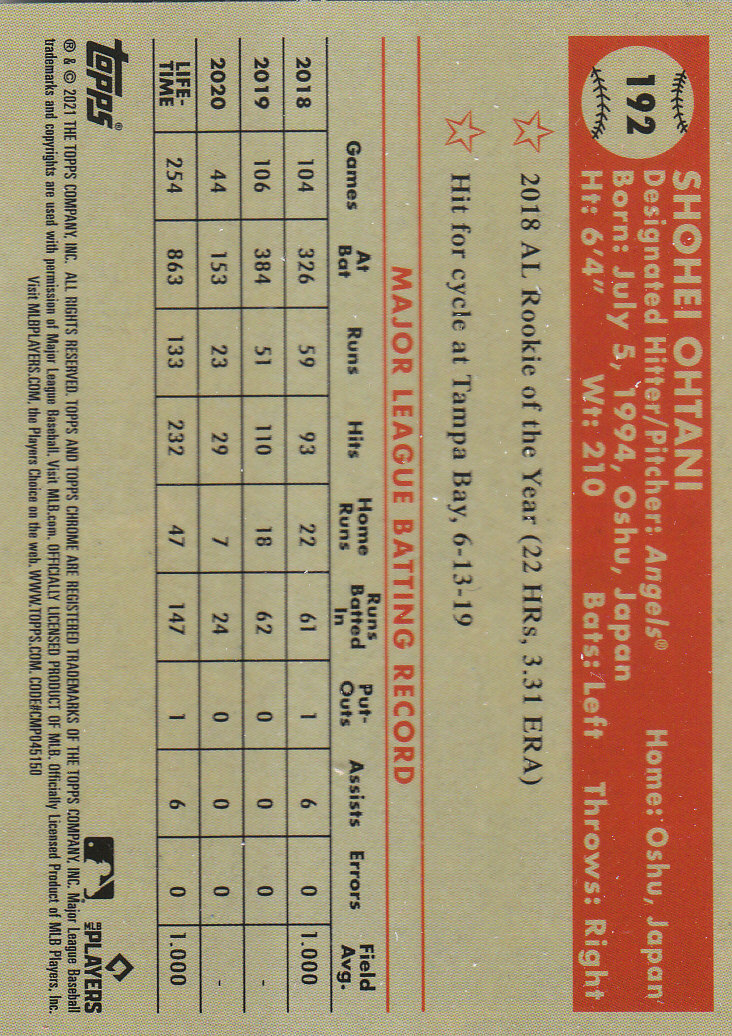 192
SHOHEI OHTANI
Designated Hitter/Pitcher: Angels® Home: Oshu, Japan
Born: July 5, 1994, Oshu, Japan
Ht: 6'4" Wt: 210 Bats: Left Throws: Right
2018 AL Rookie of the Year (22 HRs, 3.31 ERA)
Hit for cycle at Tampa Bay, 6-13-19
MAJOR LEAGUE BATTING RECORD
Games At Bat Runs Hits Home Runs Runs Batted In Put-Outs Assists Errors Field Avg.
2018 104 326 59 93 22 61 1 6 0 1.000
2019 106 384 51 110 18 62 0 0 0 -
2020 44 153 23 29 7 24 0 0 0 -
LIFE-TIME 254 863 133 232 47 147 1 6 0 1.000
topps®
MLB PLAYERS
® & © 2021 THE TOPPS COMPANY, INC. ALL RIGHTS RESERVED. TOPPS AND TOPPS CHROME ARE REGISTERED TRADEMARKS OF THE TOPPS COMPANY, INC. Major League Baseball
trademarks and copyrights are used with permission of Major League Baseball. Visit MLB.com. OFFICIALLY LICENSED PRODUCT OF MLB. Officially Licensed Product of MLB Players, Inc.
Visit MLBPLAYERS.COM, the Players Choice on the web. WWW.TOPPS.COM. CODE#CMP045150